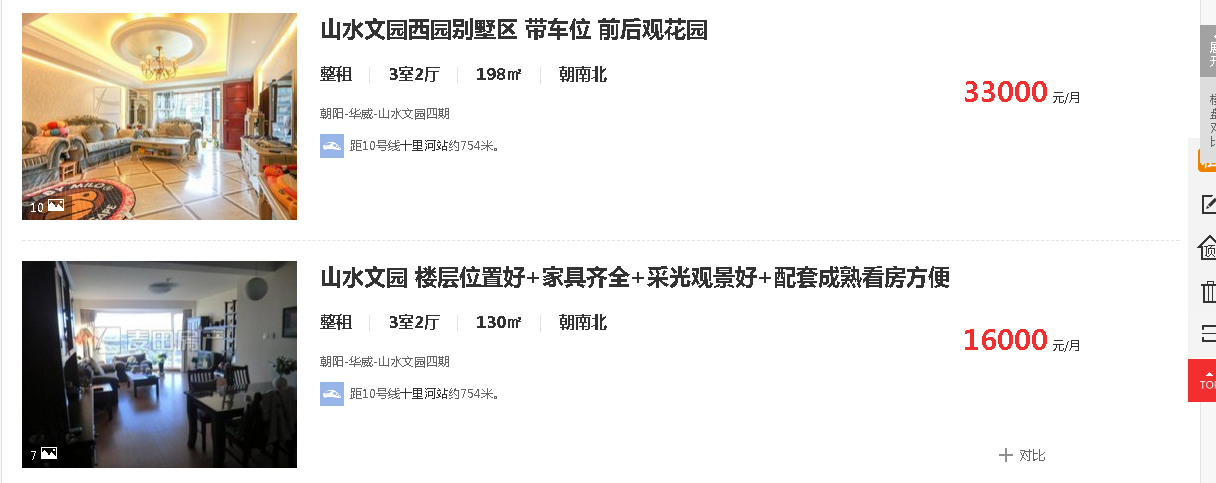 山水文园西园别墅区 带车位 前后观花园
整租 3室2厅 198㎡ 朝南北
33000 元/月
朝阳-华威-山水文园四期
距10号线十里河站约754米。
10
山水文园 楼层位置好+家具齐全+采光观景好+配套成熟看房方便
整租 3室2厅 130㎡ 朝南北
16000 元/月
朝阳-华威-山水文园四期
距10号线十里河站约754米。
麦田房产
7
+ 对比